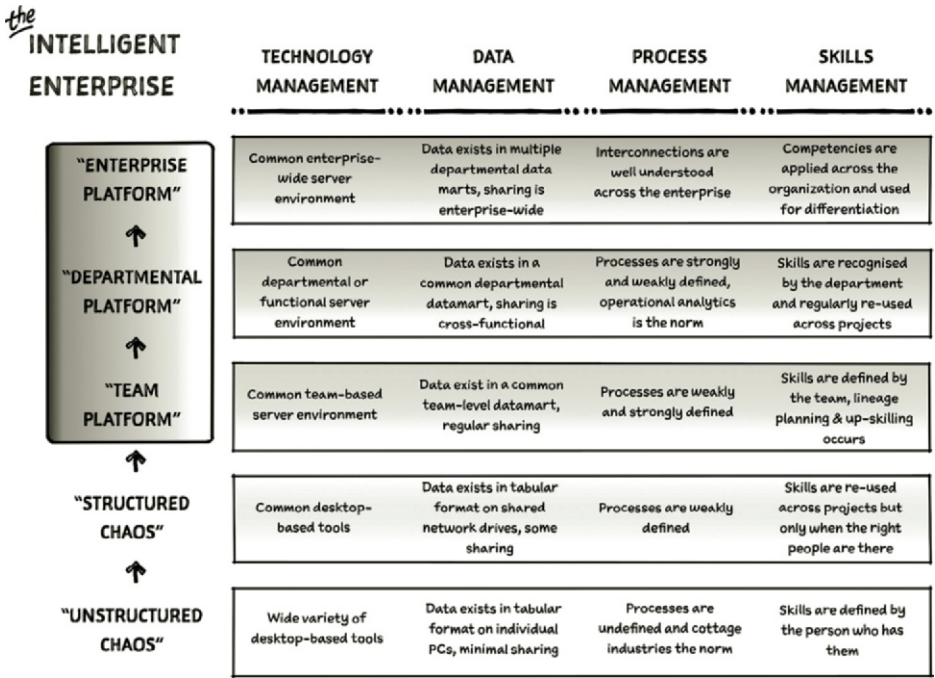 the
INTELLIGENT
ENTERPRISE
TECHNOLOGY
MANAGEMENT
DATA
MANAGEMENT
PROCESS
MANAGEMENT
SKILLS
MANAGEMENT
"ENTERPRISE
PLATFORM"
Common enterprise-
wide server
environment
Data exists in multiple
departmental data
marts, sharing is
enterprise-wide
Interconnections are
well understood
across the enterprise
Competencies are
applied across the
organization and used
for differentiation
"DEPARTMENTAL
PLATFORM"
Common
departmental or
functional server
environment
Data exists in a
common departmental
datamart, sharing is
cross-functional
Processes are strongly
and weakly defined,
operational analytics
is the norm
Skills are recognised
by the department
and regularly re-used
across projects
"TEAM
PLATFORM"
Common team-based
server environment
Data exist in a common
team-level datamart,
regular sharing
Processes are weakly
and strongly defined
Skills are defined by
the team, lineage
planning & up-skilling
occurs
"STRUCTURED
CHAOS"
Common desktop-
based tools
Data exists in tabular
format on shared
network drives, some
sharing
Processes are weakly
defined
Skills are re-used
across projects but
only when the right
people are there
"UNSTRUCTURED
CHAOS"
Wide variety of
desktop-based tools
Data exists in tabular
format on individual
PCs, minimal sharing
Processes are
undefined and cottage
industries the norm
Skills are defined by
the person who has
them